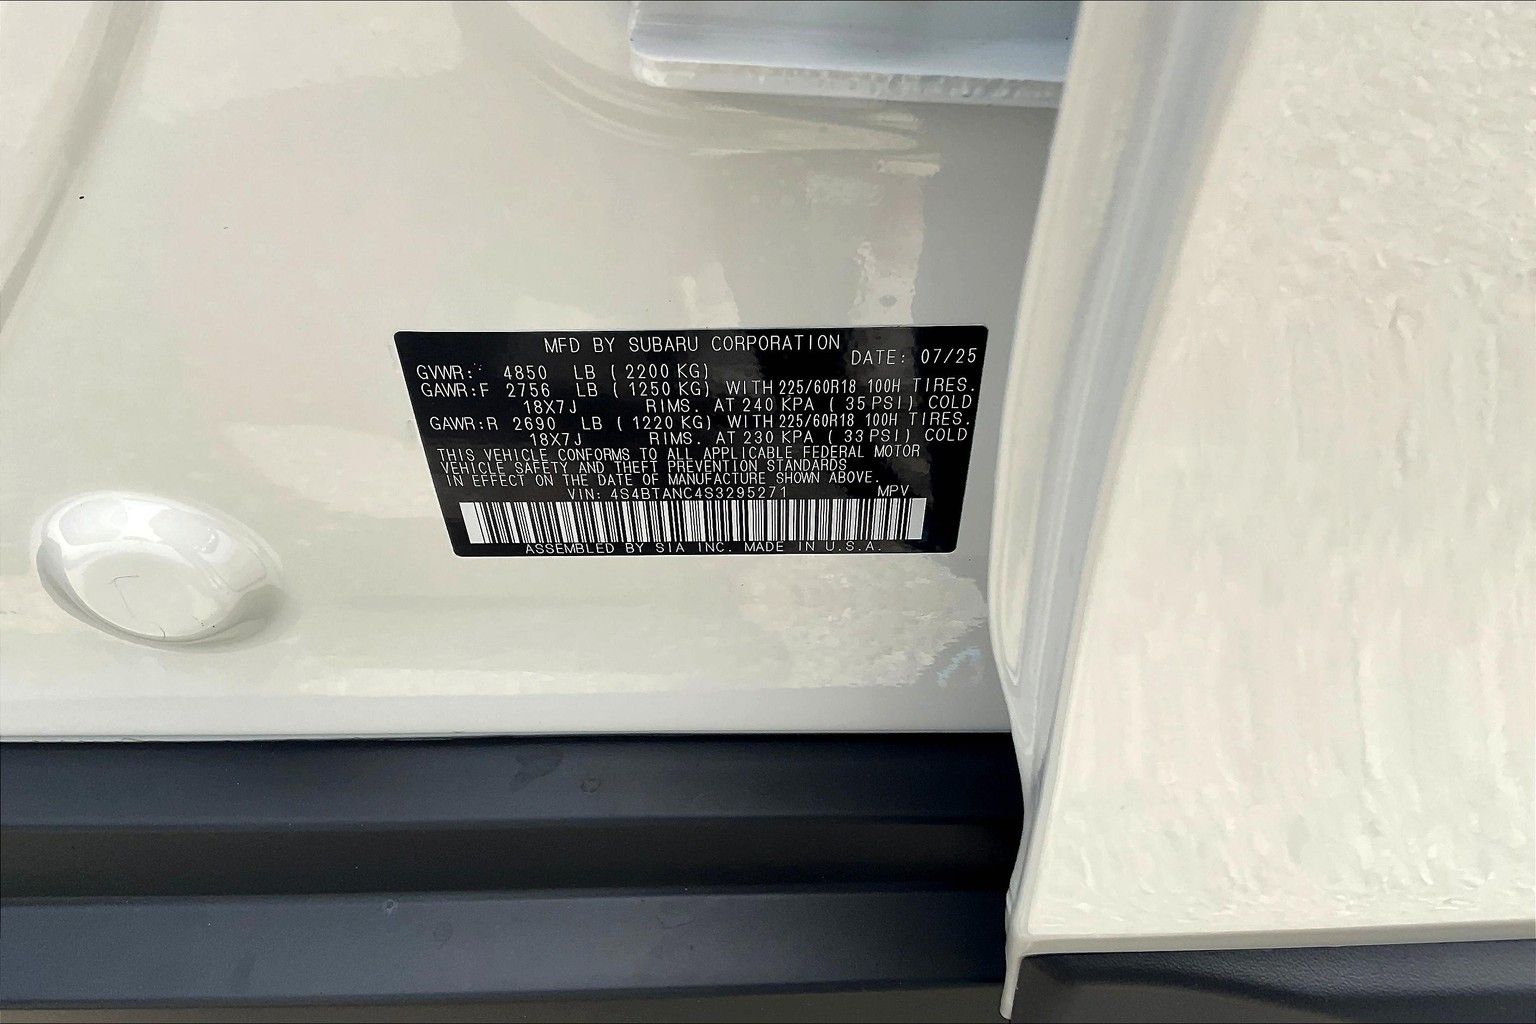 MFD BY SUBARU CORPORATION
DATE: 07/25
GVWR: 4850 LB ( 2200 KG)
GAWR:F 2756 LB ( 1250 KG) WITH 225/60R18 100H TIRES.
18X7J RIMS. AT 240 KPA ( 35 PSI) COLD
GAWR:R 2690 LB ( 1220 KG) WITH 225/60R18 100H TIRES.
18X7J RIMS. AT 230 KPA ( 33 PSI) COLD
THIS VEHICLE CONFORMS TO ALL APPLICABLE FEDERAL MOTOR
VEHICLE SAFETY AND THEFT PREVENTION STANDARDS
IN EFFECT ON THE DATE OF MANUFACTURE SHOWN ABOVE.
VIN: 4S4BTANC4S3295271 MPV
ASSEMBLED BY SIA INC. MADE IN U.S.A.